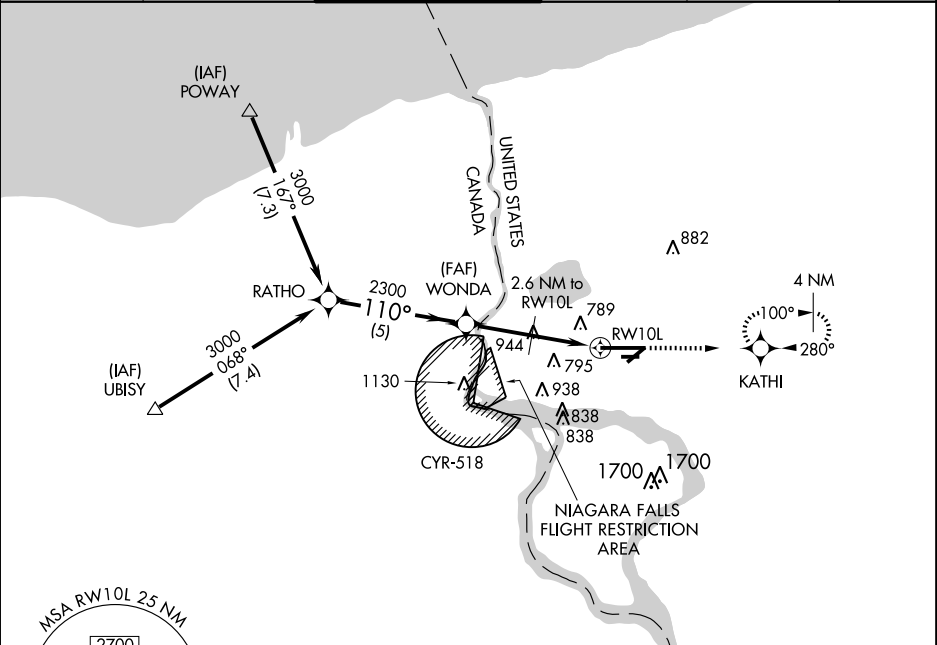 (IAF)
POWAY
3000
167°
(7.3)
UNITED STATES
CANADA
882
(FAF)
WONDA
2.6 NM to
RW10L
4 NM
RATHO
2300
110°
(5)
789
RW10L
100°
280°
944
3000
068°
(7.4)
795
KATHI
(IAF)
UBISY
1130
938
838
838
CYR-518
1700
1700
NIAGARA FALLS
FLIGHT RESTRICTION
AREA
MSA RW10L 25 NM
2700